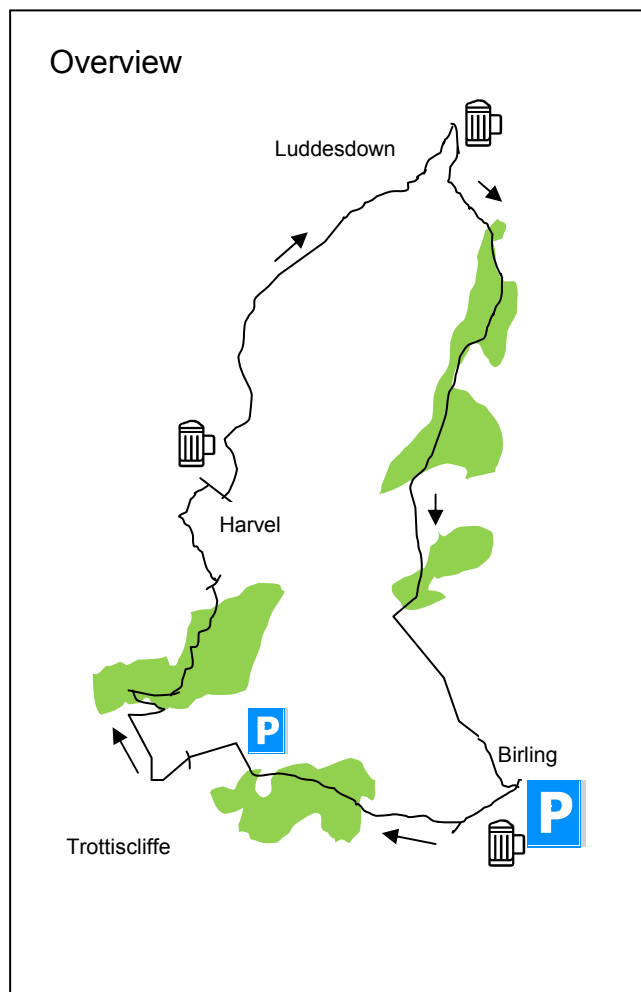 Overview
Luddesdown
Harvel
P
Birling
P
Trottiscliffe